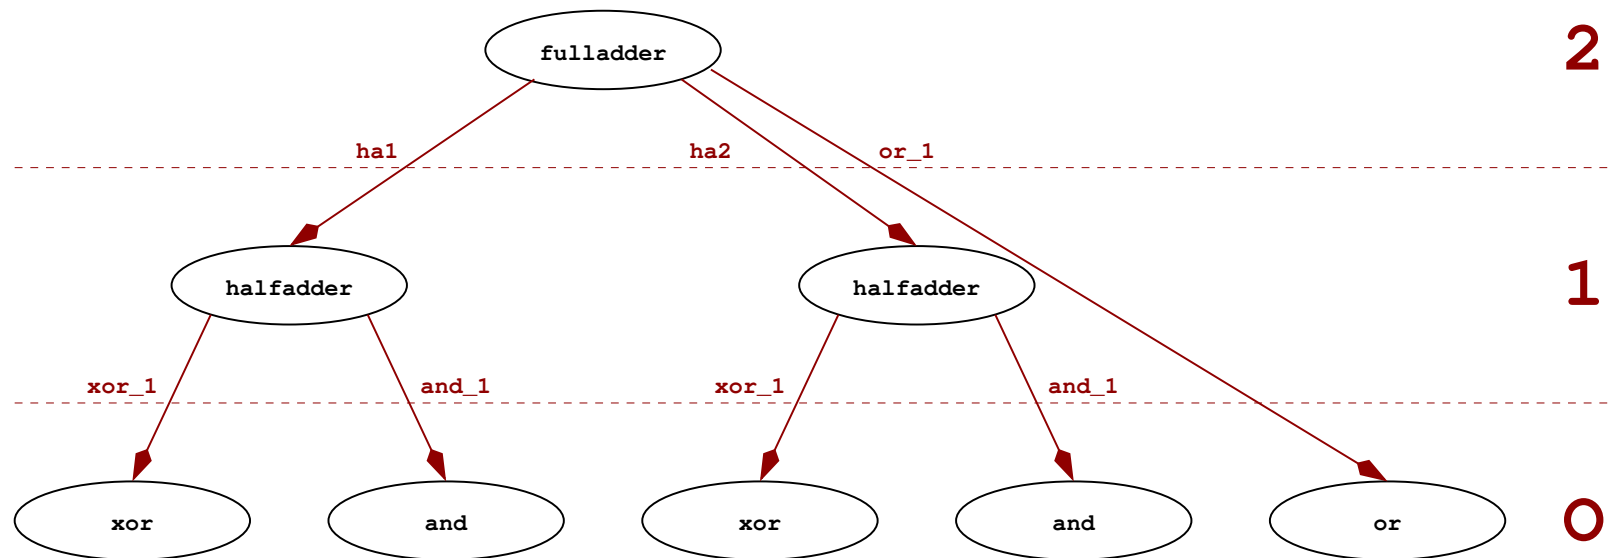 fulladder
2
ha1 ha2 or_1
halfadder halfadder
1
xor_1 and_1 xor_1 and_1
xor and xor and or
0